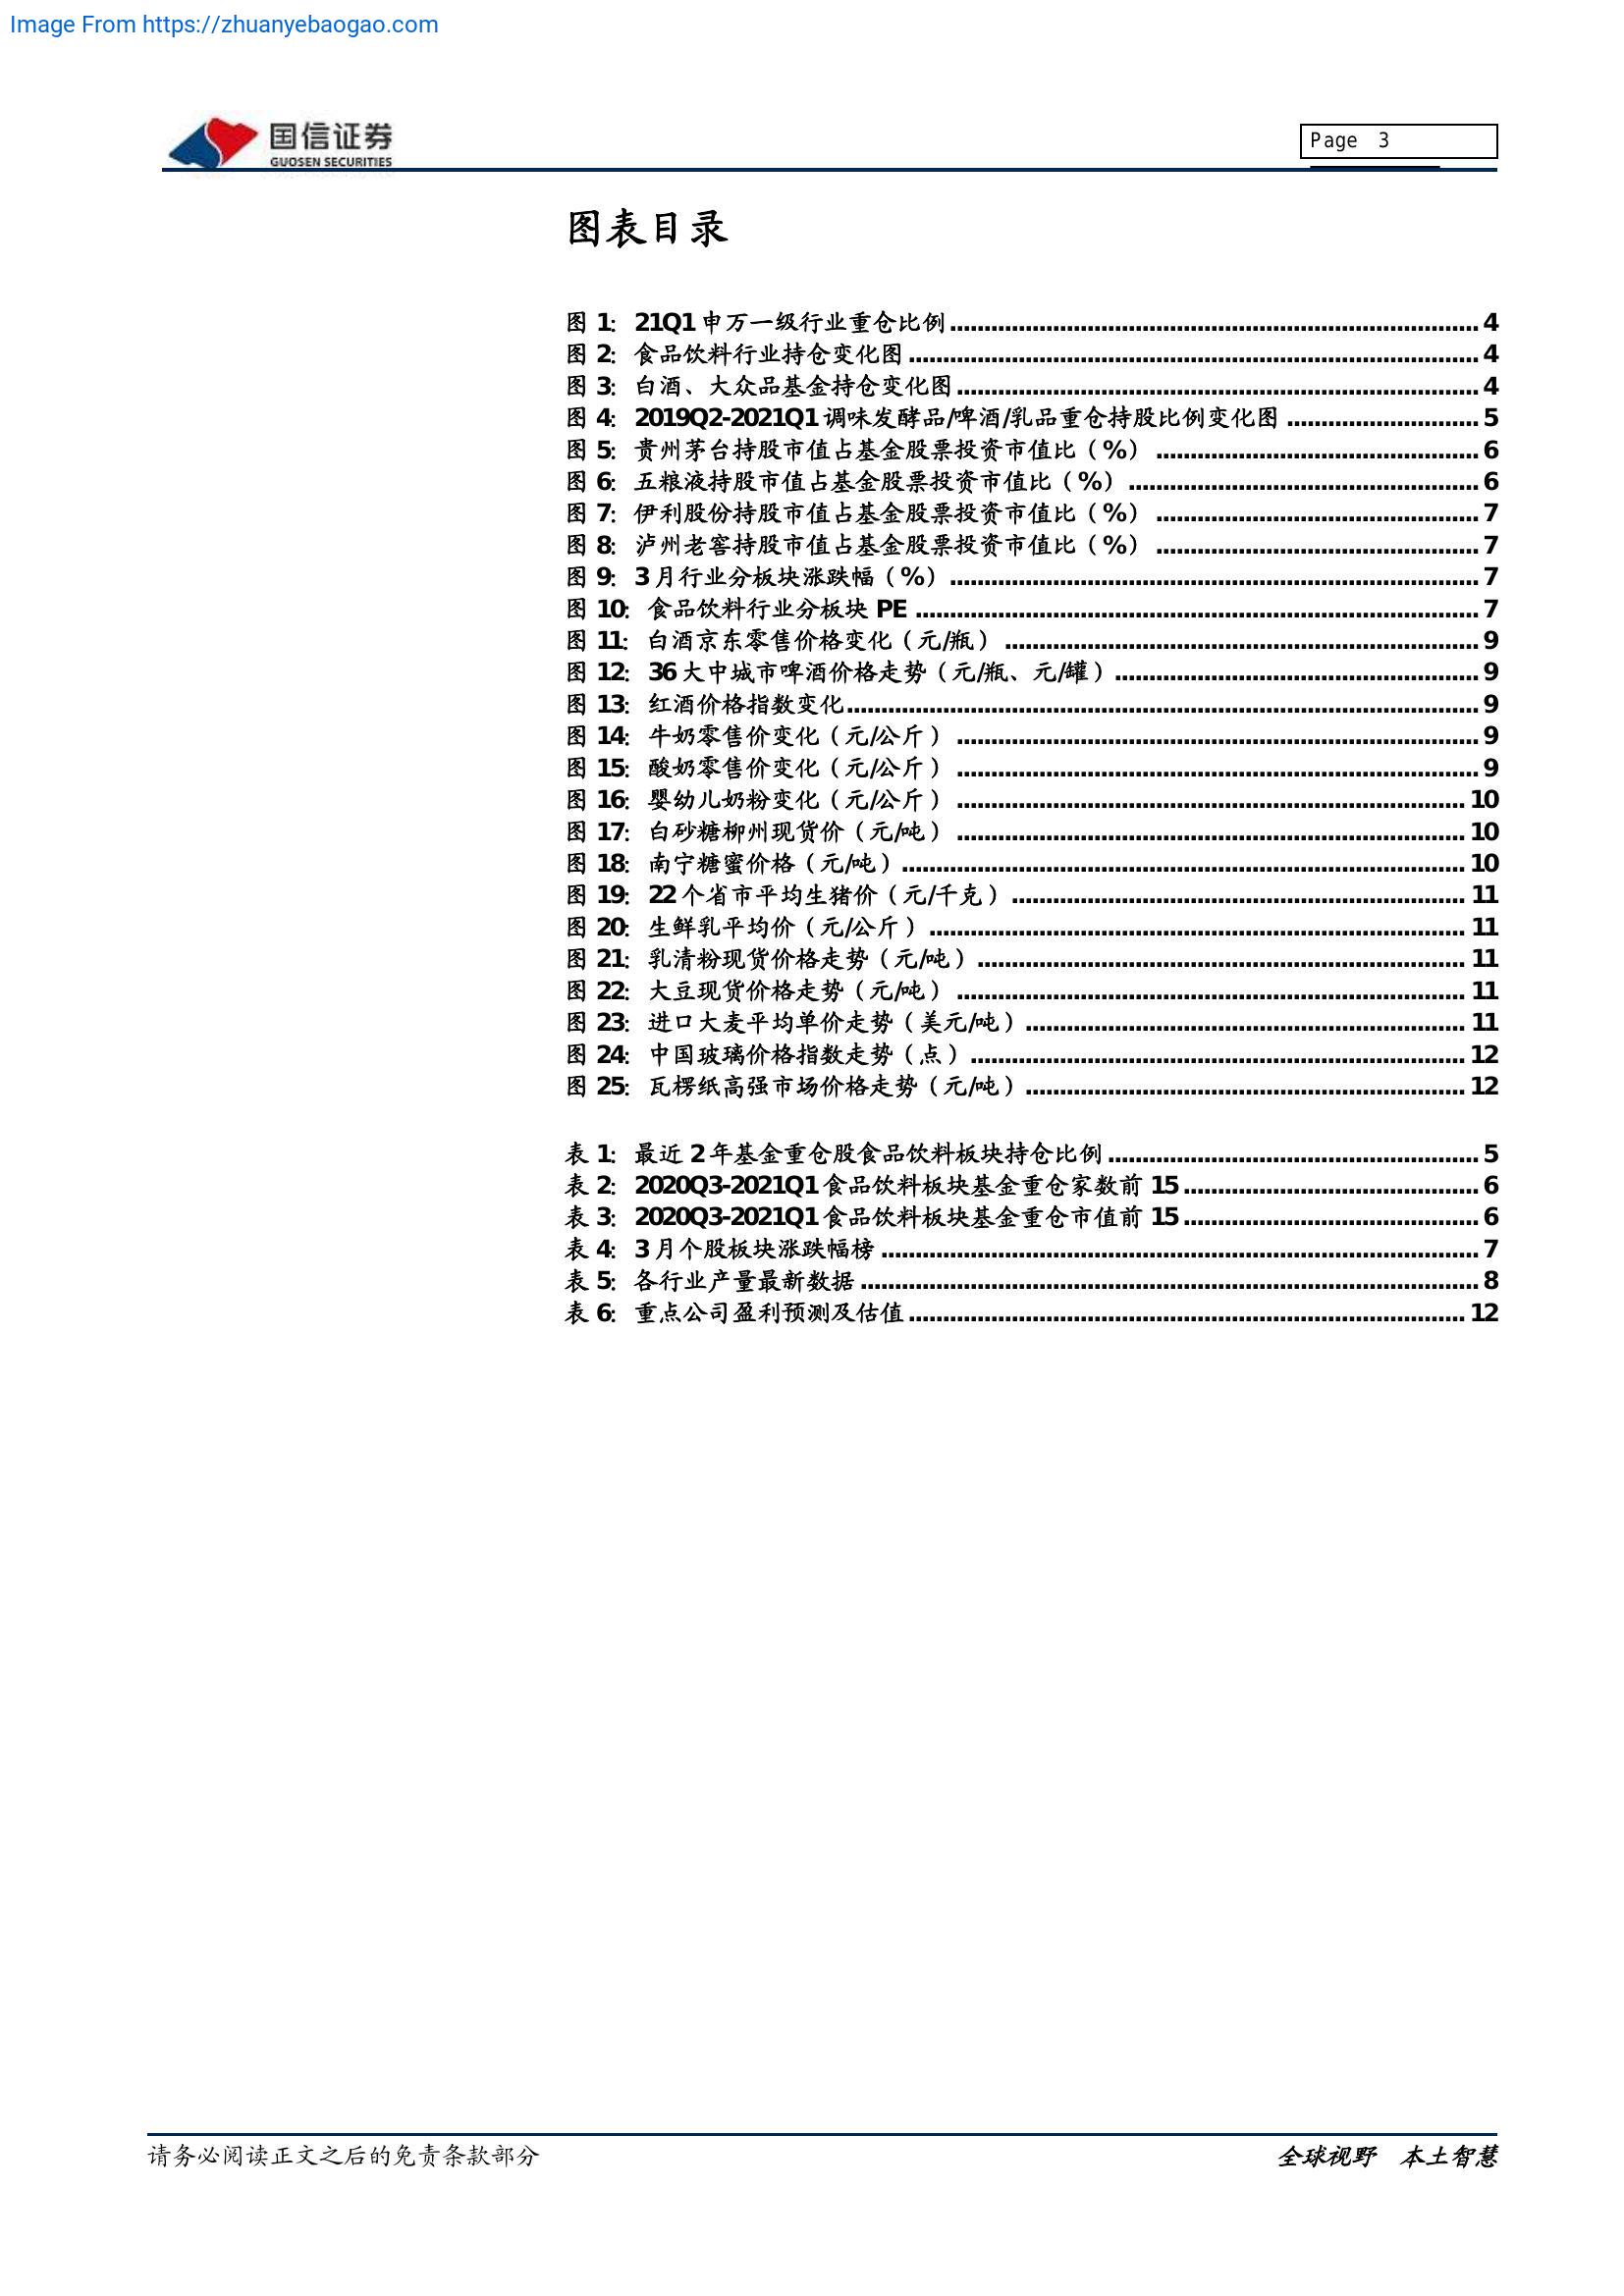 Image From https://zhuanyebaogao.com
国信证券
GUOSEN SECURITIES
Page 3
图表目录
图 1: 21Q1 申万一级行业重仓比例 4
图 2: 食品饮料行业持仓变化图 4
图 3: 白酒、大众品基金持仓变化图 4
图 4: 2019Q2-2021Q1 调味发酵品/啤酒/乳品重仓持股比例变化图 5
图 5: 贵州茅台持股市值占基金股票投资市值比（%） 6
图 6: 五粮液持股市值占基金股票投资市值比（%） 6
图 7: 伊利股份持股市值占基金股票投资市值比（%） 7
图 8: 泸州老窖持股市值占基金股票投资市值比（%） 7
图 9: 3 月行业分板块涨跌幅（%） 7
图 10: 食品饮料行业分板块 PE 7
图 11: 白酒京东零售价格变化（元/瓶） 9
图 12: 36 大中城市啤酒价格走势（元/瓶、元/罐） 9
图 13: 红酒价格指数变化 9
图 14: 牛奶零售价变化（元/公斤） 9
图 15: 酸奶零售价变化（元/公斤） 9
图 16: 婴幼儿奶粉变化（元/公斤） 10
图 17: 白砂糖柳州现货价（元/吨） 10
图 18: 南宁糖蜜价格（元/吨） 10
图 19: 22 个省市平均生猪价（元/千克） 11
图 20: 生鲜乳平均价（元/公斤） 11
图 21: 乳清粉现货价格走势（元/吨） 11
图 22: 大豆现货价格走势（元/吨） 11
图 23: 进口大麦平均单价走势（美元/吨） 11
图 24: 中国玻璃价格指数走势（点） 12
图 25: 瓦楞纸高强市场价格走势（元/吨） 12
表 1: 最近 2 年基金重仓股食品饮料板块持仓比例 5
表 2: 2020Q3-2021Q1 食品饮料板块基金重仓家数前 15 6
表 3: 2020Q3-2021Q1 食品饮料板块基金重仓市值前 15 6
表 4: 3 月个股板块涨跌幅榜 7
表 5: 各行业产量最新数据 8
表 6: 重点公司盈利预测及估值 12
请务必阅读正文之后的免责条款部分
全球视野 本土智慧